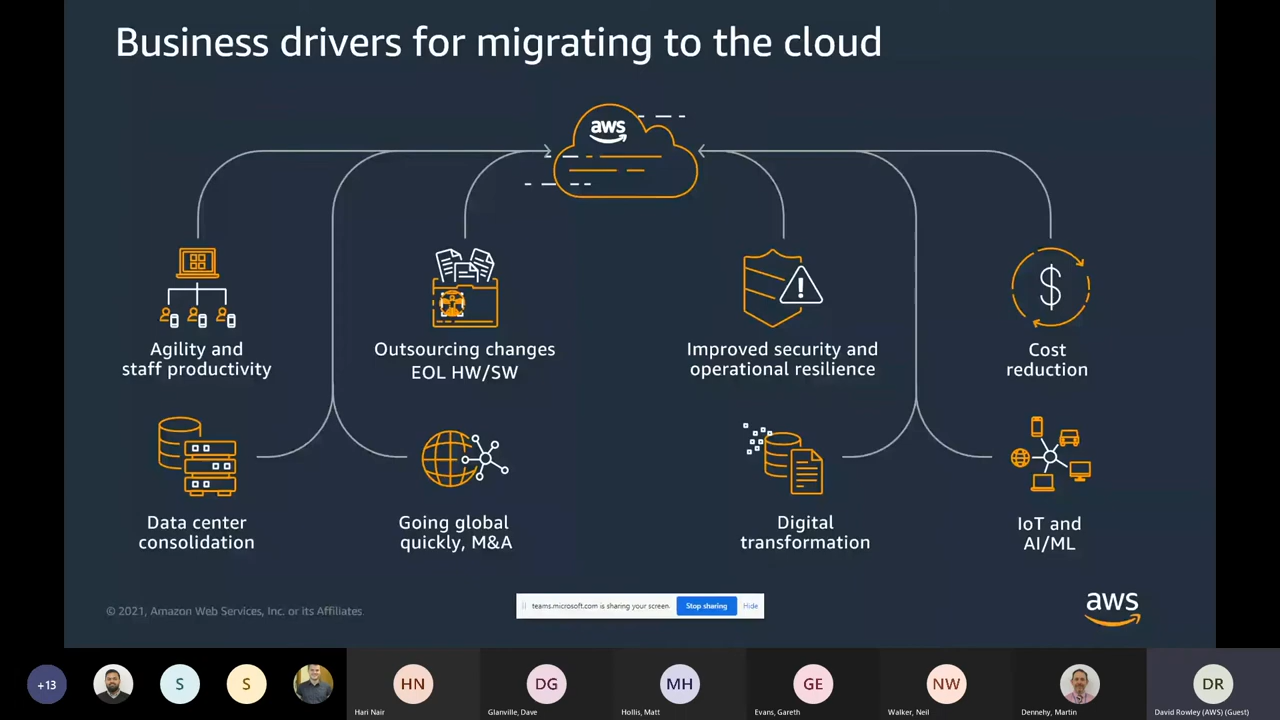 Business drivers for migrating to the cloud
aws
Agility and
staff productivity
Outsourcing changes
EOL HW/SW
Improved security and
operational resilience
$
Cost
reduction
Data center
consolidation
Going global
quickly, M&A
Digital
transformation
IoT and
AI/ML
© 2021, Amazon Web Services, Inc. or its Affiliates.
teams.microsoft.com is sharing your screen. Stop sharing Hide
aws
+13
S
S
HN
DG
MH
GE
NW
DR
Hari Nair
Glanville, Dave
Hollis, Matt
Evans, Gareth
Walker, Neil
Dennehy, Martin
David Rowley (AWS) (Guest)